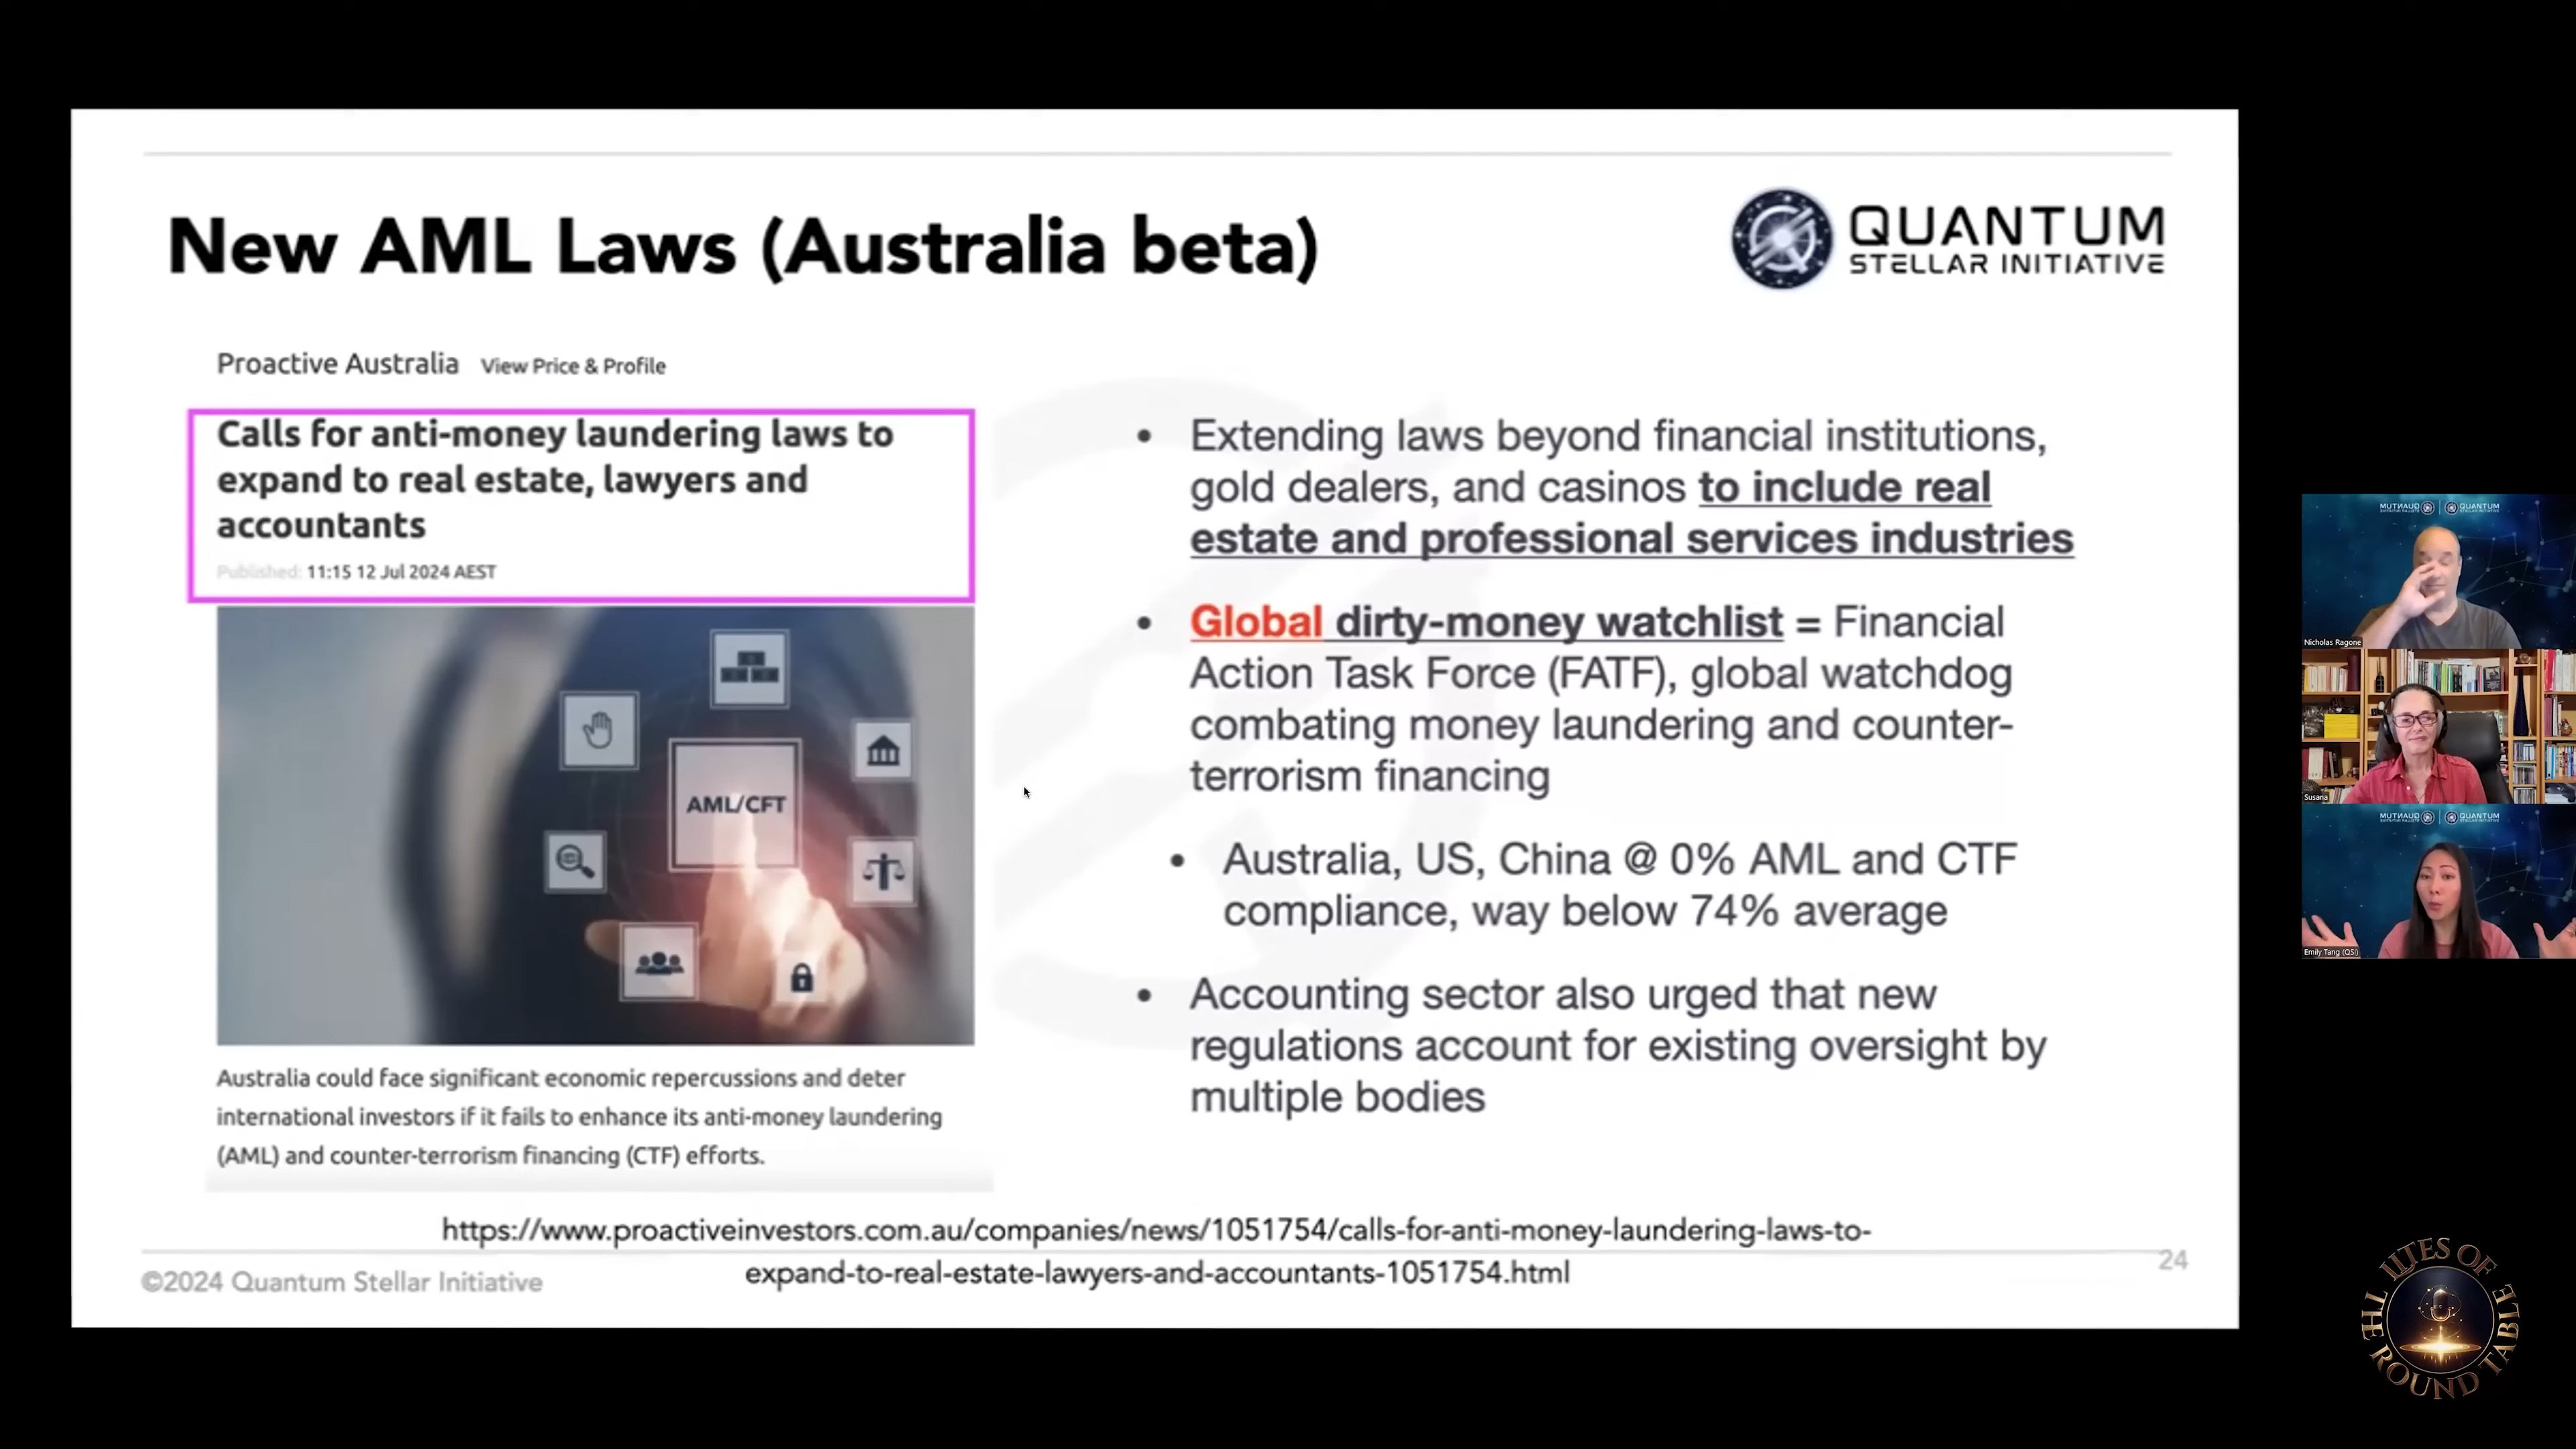 New AML Laws (Australia beta)
QUANTUM
STELLAR INITIATIVE
Proactive Australia View Price & Profile
Calls for anti-money laundering laws to
expand to real estate, lawyers and
accountants
Published: 11:15 12 Jul 2024 AEST
AML/CFT
Australia could face significant economic repercussions and deter
international investors if it fails to enhance its anti-money laundering
(AML) and counter-terrorism financing (CTF) efforts.
• Extending laws beyond financial institutions,
gold dealers, and casinos to include real
estate and professional services industries
• Global dirty-money watchlist = Financial
Action Task Force (FATF), global watchdog
combating money laundering and counter-
terrorism financing
• Australia, US, China @ 0% AML and CTF
compliance, way below 74% average
• Accounting sector also urged that new
regulations account for existing oversight by
multiple bodies
https://www.proactiveinvestors.com.au/companies/news/1051754/calls-for-anti-money-laundering-laws-to-
expand-to-real-estate-lawyers-and-accountants-1051754.html
©2024 Quantum Stellar Initiative
24
QUANTUM
Nicholas Ragone
Susana
QUANTUM
Emily Tang (QSI)
THE LITES OF
ROUND TABLE